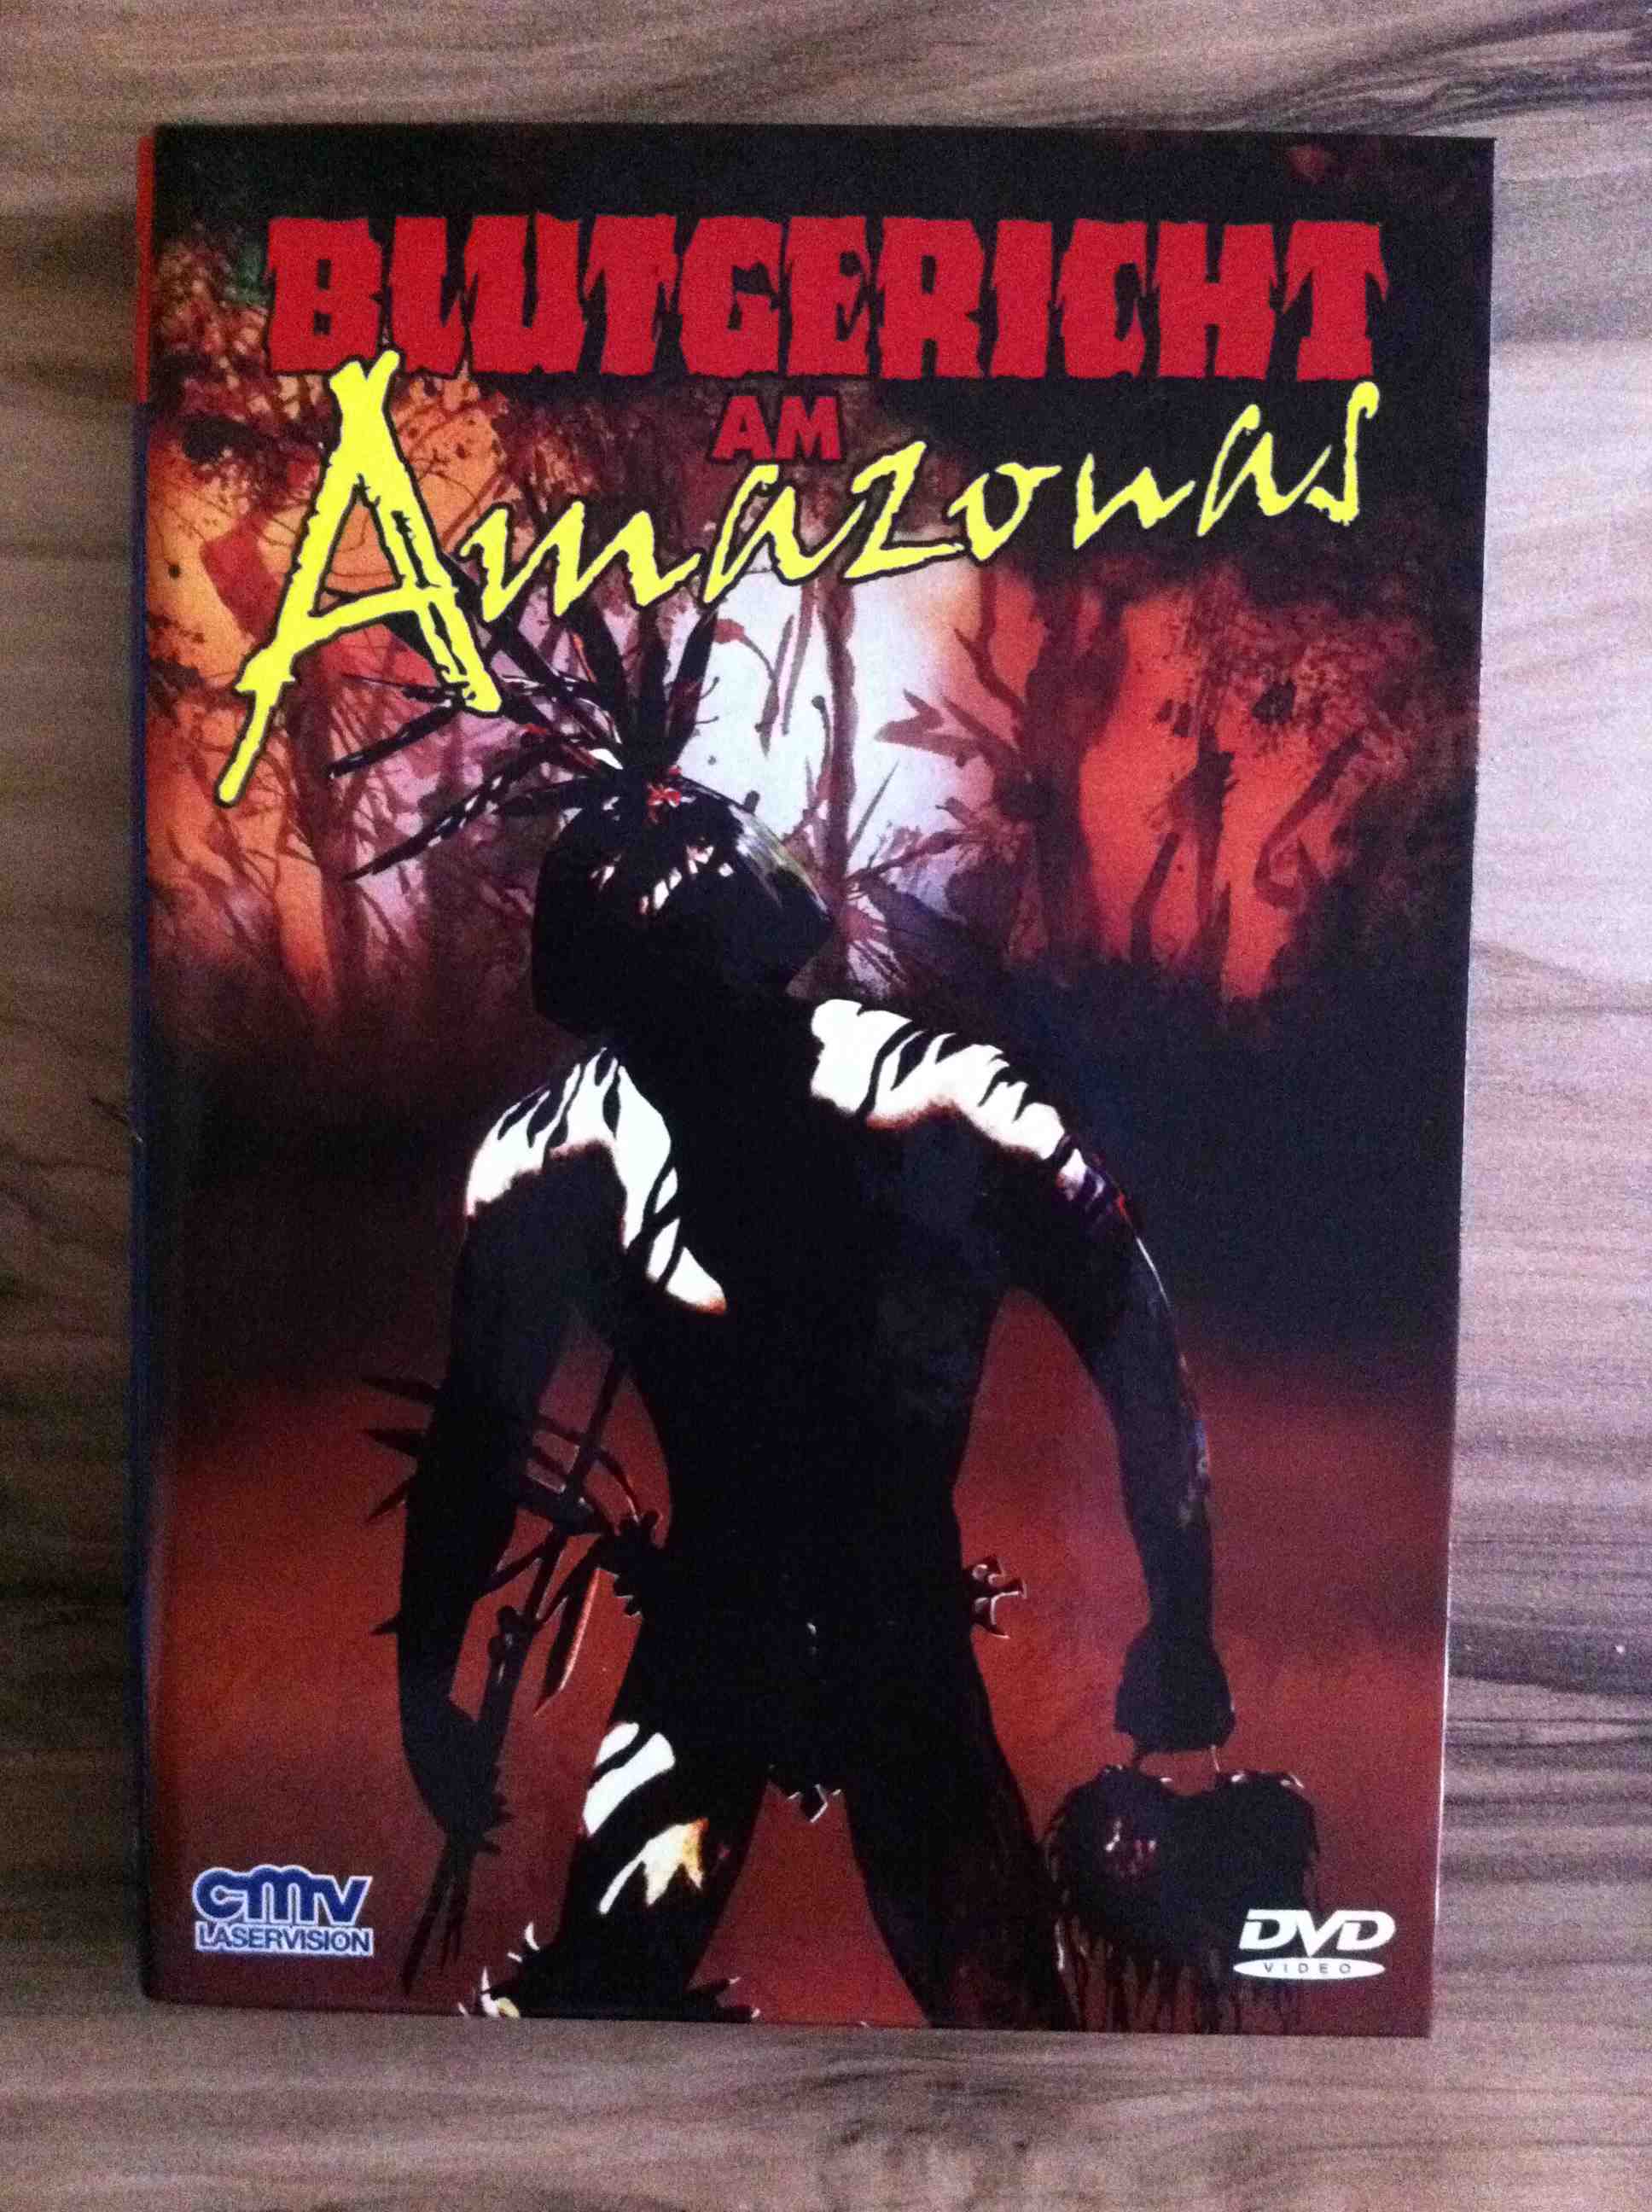 BLUTGERICHT
AM
Amazonas
cmv
LASERVISION
DVD
VIDEO